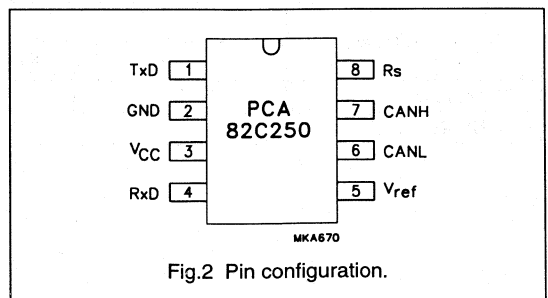 TxD 1 8 Rs
GND 2 PCA 7 CANH
82C250
VCC 3 6 CANL
RxD 4 5 Vref
MKA670
Fig.2 Pin configuration.